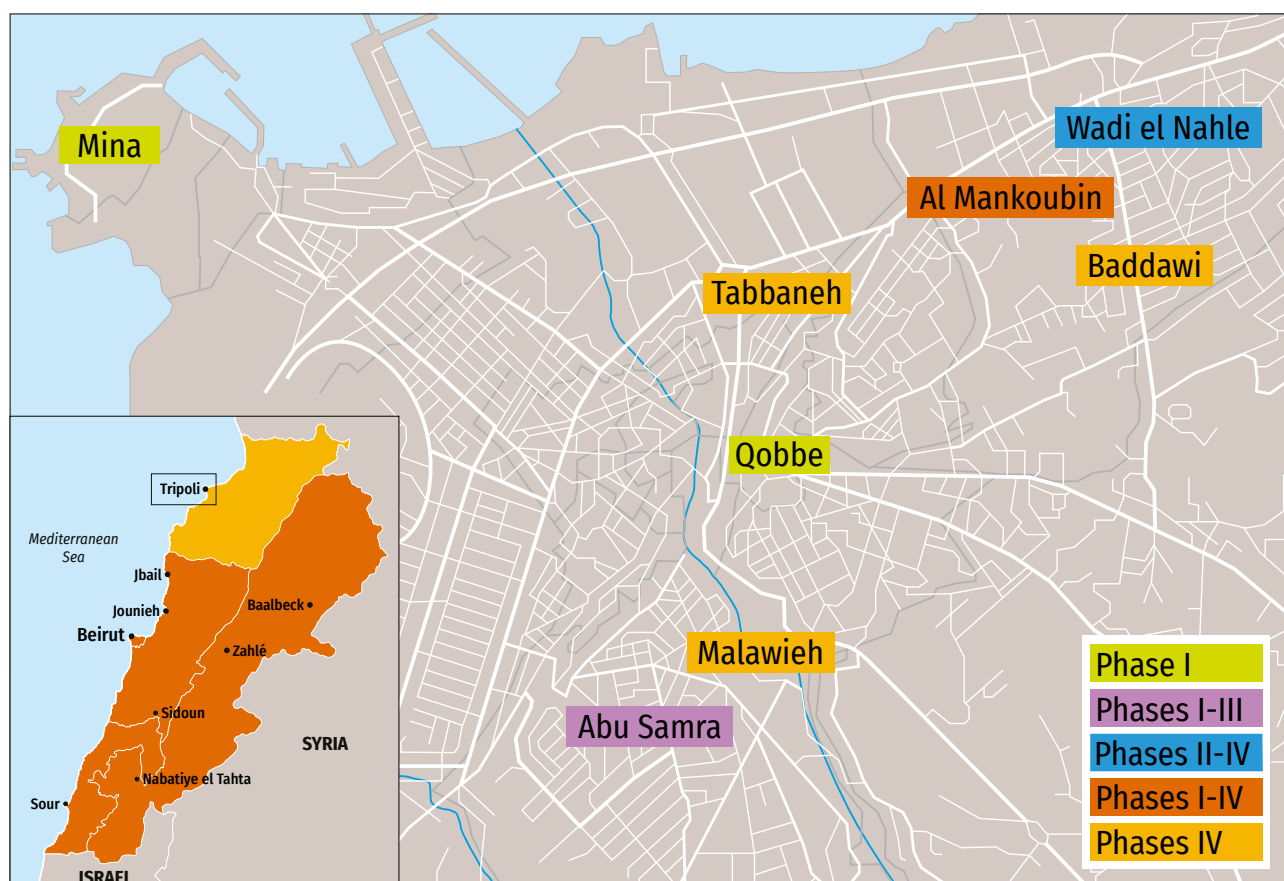 Mina
Wadi el Nahle
Al Mankoubin
Baddawi
Tabbaneh
Qobbe
Malawieh
Abu Samra
Tripoli
Mediterranean
Sea
Jbail
Jounieh
Baalbeck
Beirut
Zahlé
Sidoun
SYRIA
Nabatiye el Tahta
Sour
ISRAEL
Phase I
Phases I-III
Phases II-IV
Phases I-IV
Phases IV